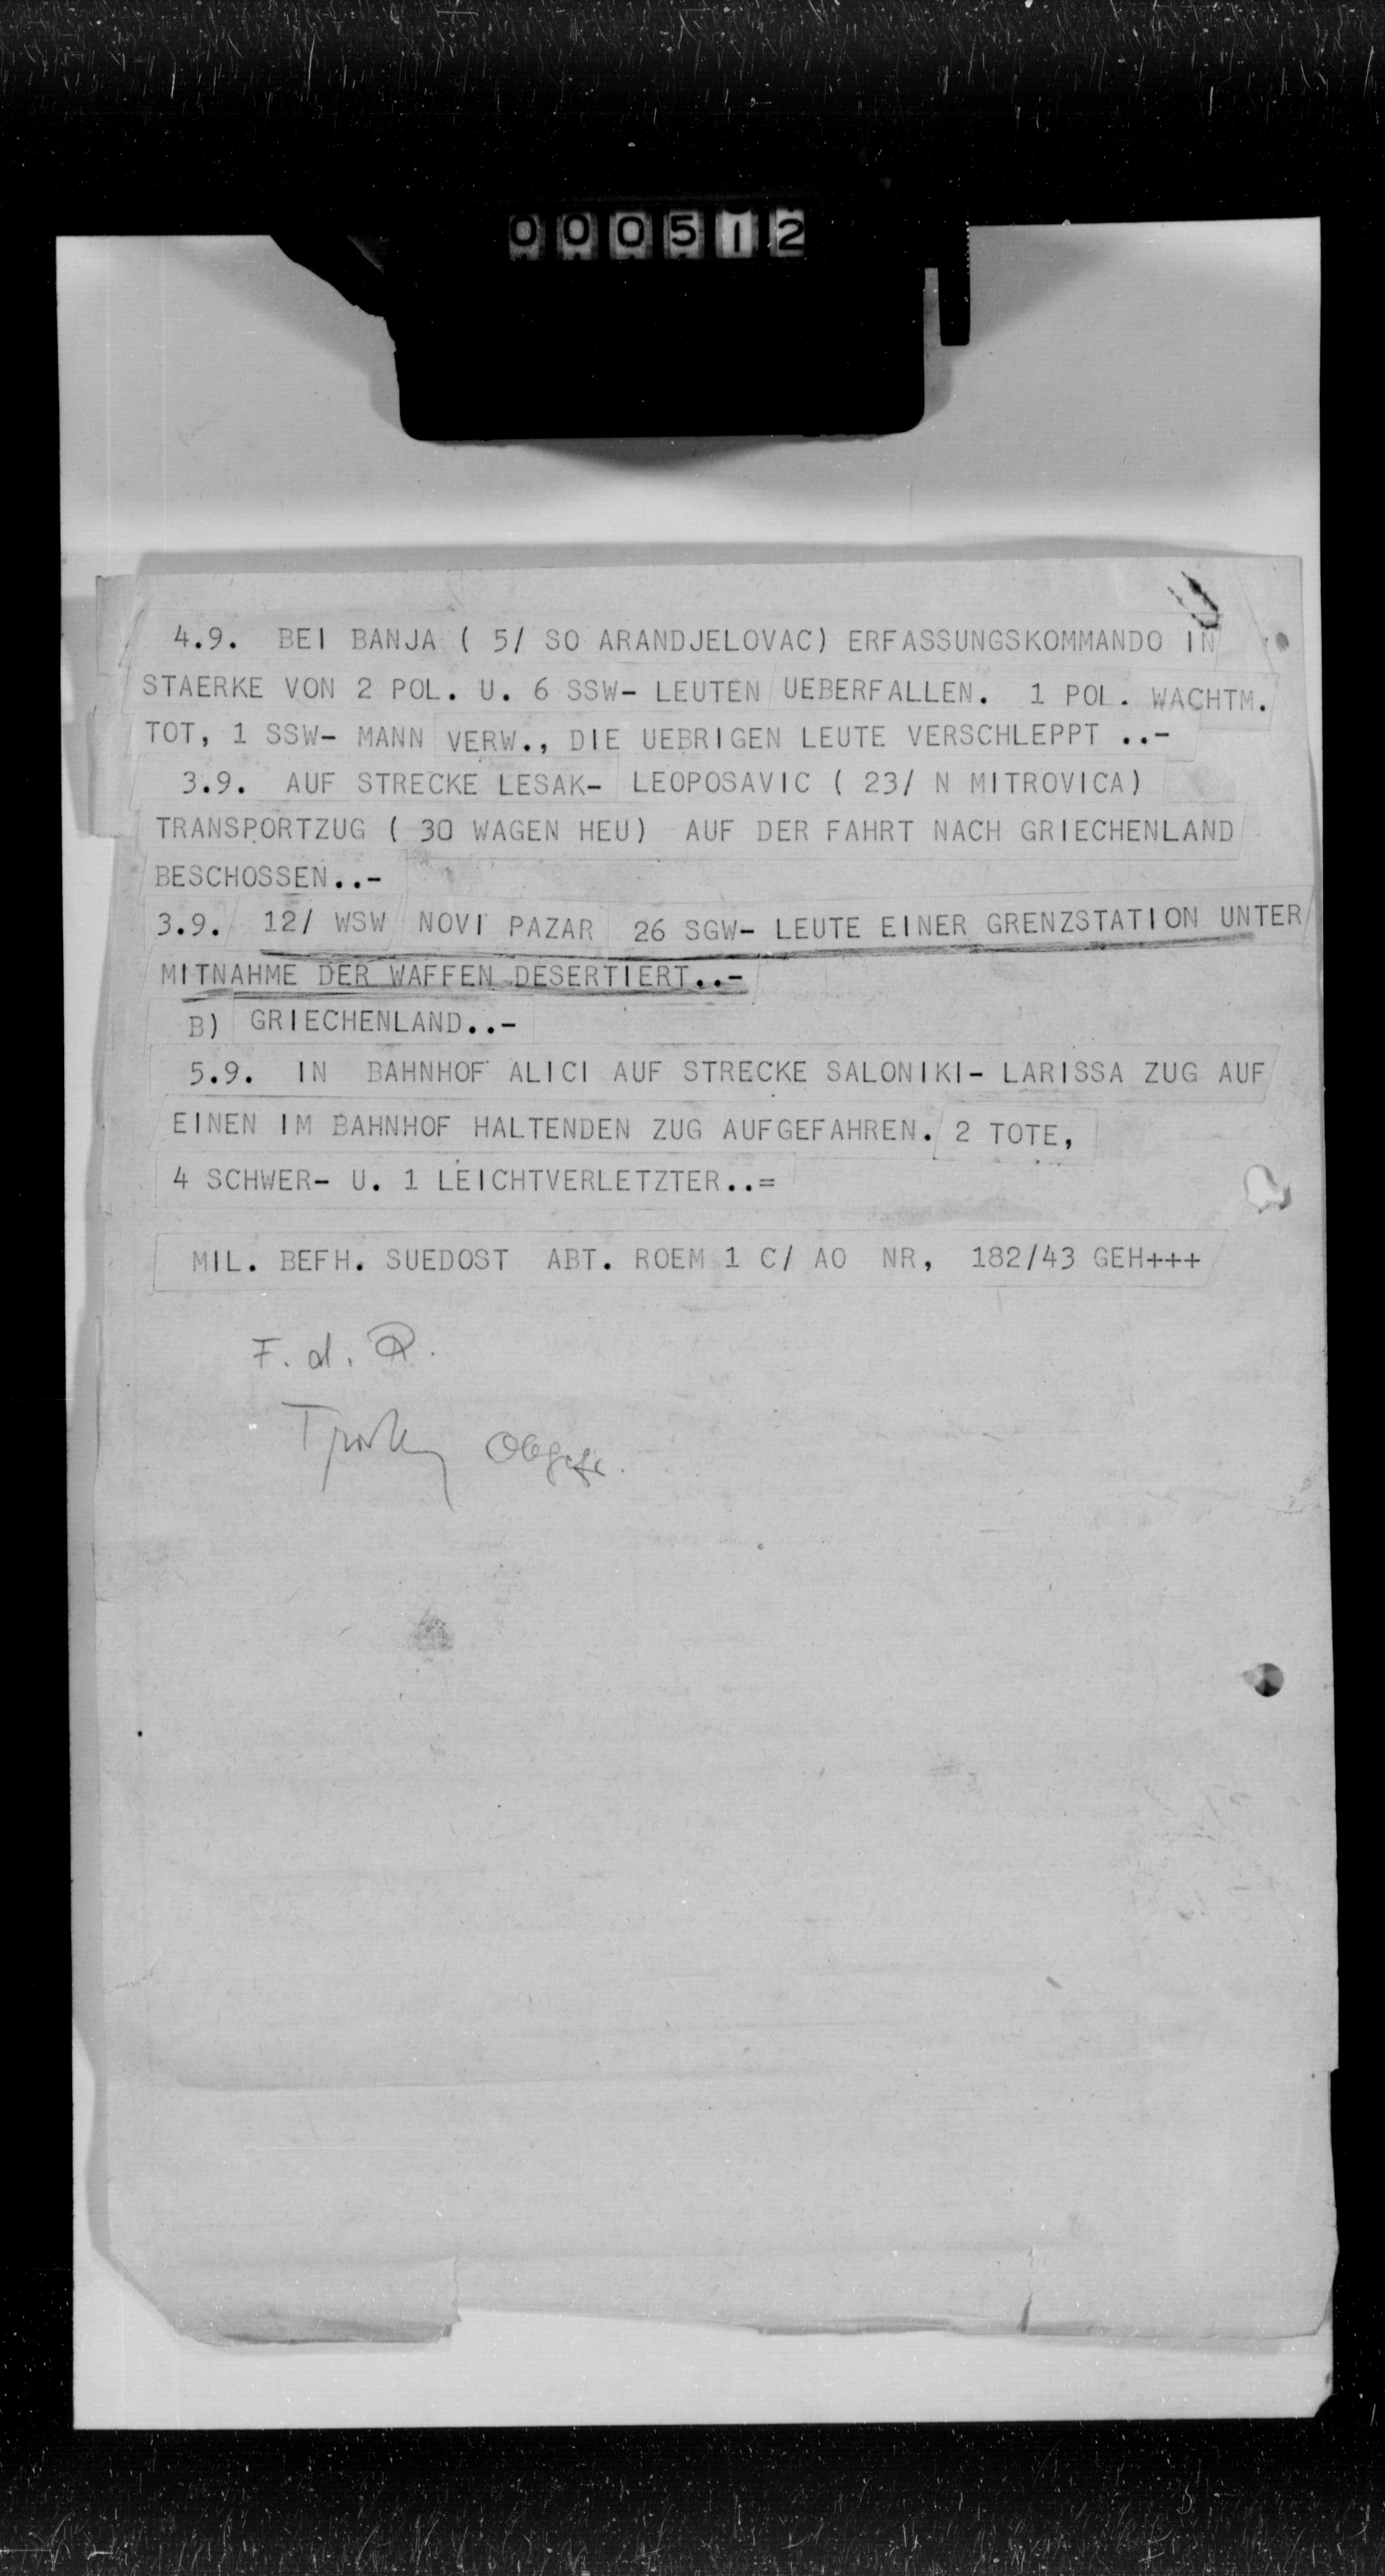 000512
4.9. BEI BANJA ( 5/ SO ARANDJELOVAC) ERFASSUNGSKOMMANDO IN
STAERKE VON 2 POL. U. 6 SSW- LEUTEN UEBERFALLEN. 1 POL. WACHTM.
TOT, 1 SSW- MANN VERW., DIE UEBRIGEN LEUTE VERSCHLEPPT ..-
3.9. AUF STRECKE LESAK- LEOPOSAVIC ( 23/ N MITROVICA)
TRANSPORTZUG ( 30 WAGEN HEU) AUF DER FAHRT NACH GRIECHENLAND
BESCHOSSEN..-
3.9. 12/ WSW NOVI PAZAR 26 SGW- LEUTE EINER GRENZSTATION UNTER
MITNAHME DER WAFFEN DESERTIERT..-
B) GRIECHENLAND..-
5.9. IN BAHNHOF ALICI AUF STRECKE SALONIKI- LARISSA ZUG AUF
EINEN IM BAHNHOF HALTENDEN ZUG AUFGEFAHREN. 2 TOTE,
4 SCHWER- U. 1 LEICHTVERLETZTER..=
MIL. BEFH. SUEDOST ABT. ROEM 1 C/ AO NR, 182/43 GEH+++
F. d. R.
Obgefr.